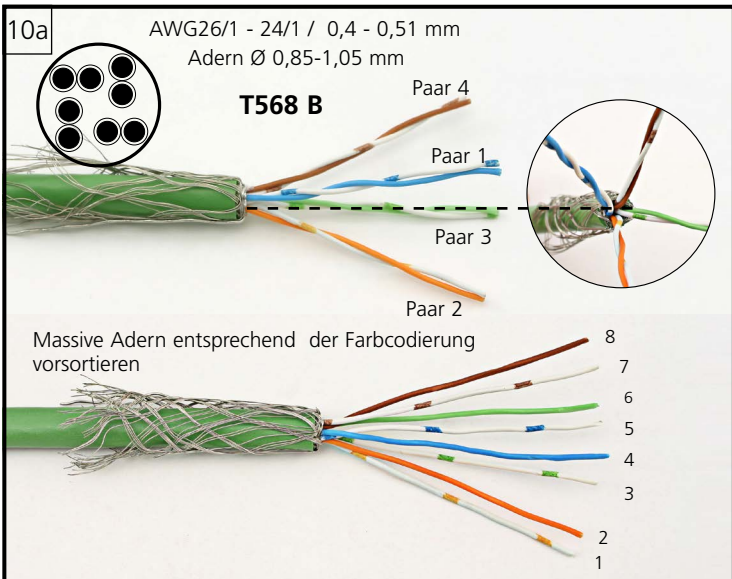 10a
AWG26/1 - 24/1 / 0,4 - 0,51 mm
Adern Ø 0,85-1,05 mm
T568 B
Paar 4
Paar 1
Paar 3
Paar 2
Massive Adern entsprechend der Farbcodierung
vorsortieren
8
7
6
5
4
3
2
1